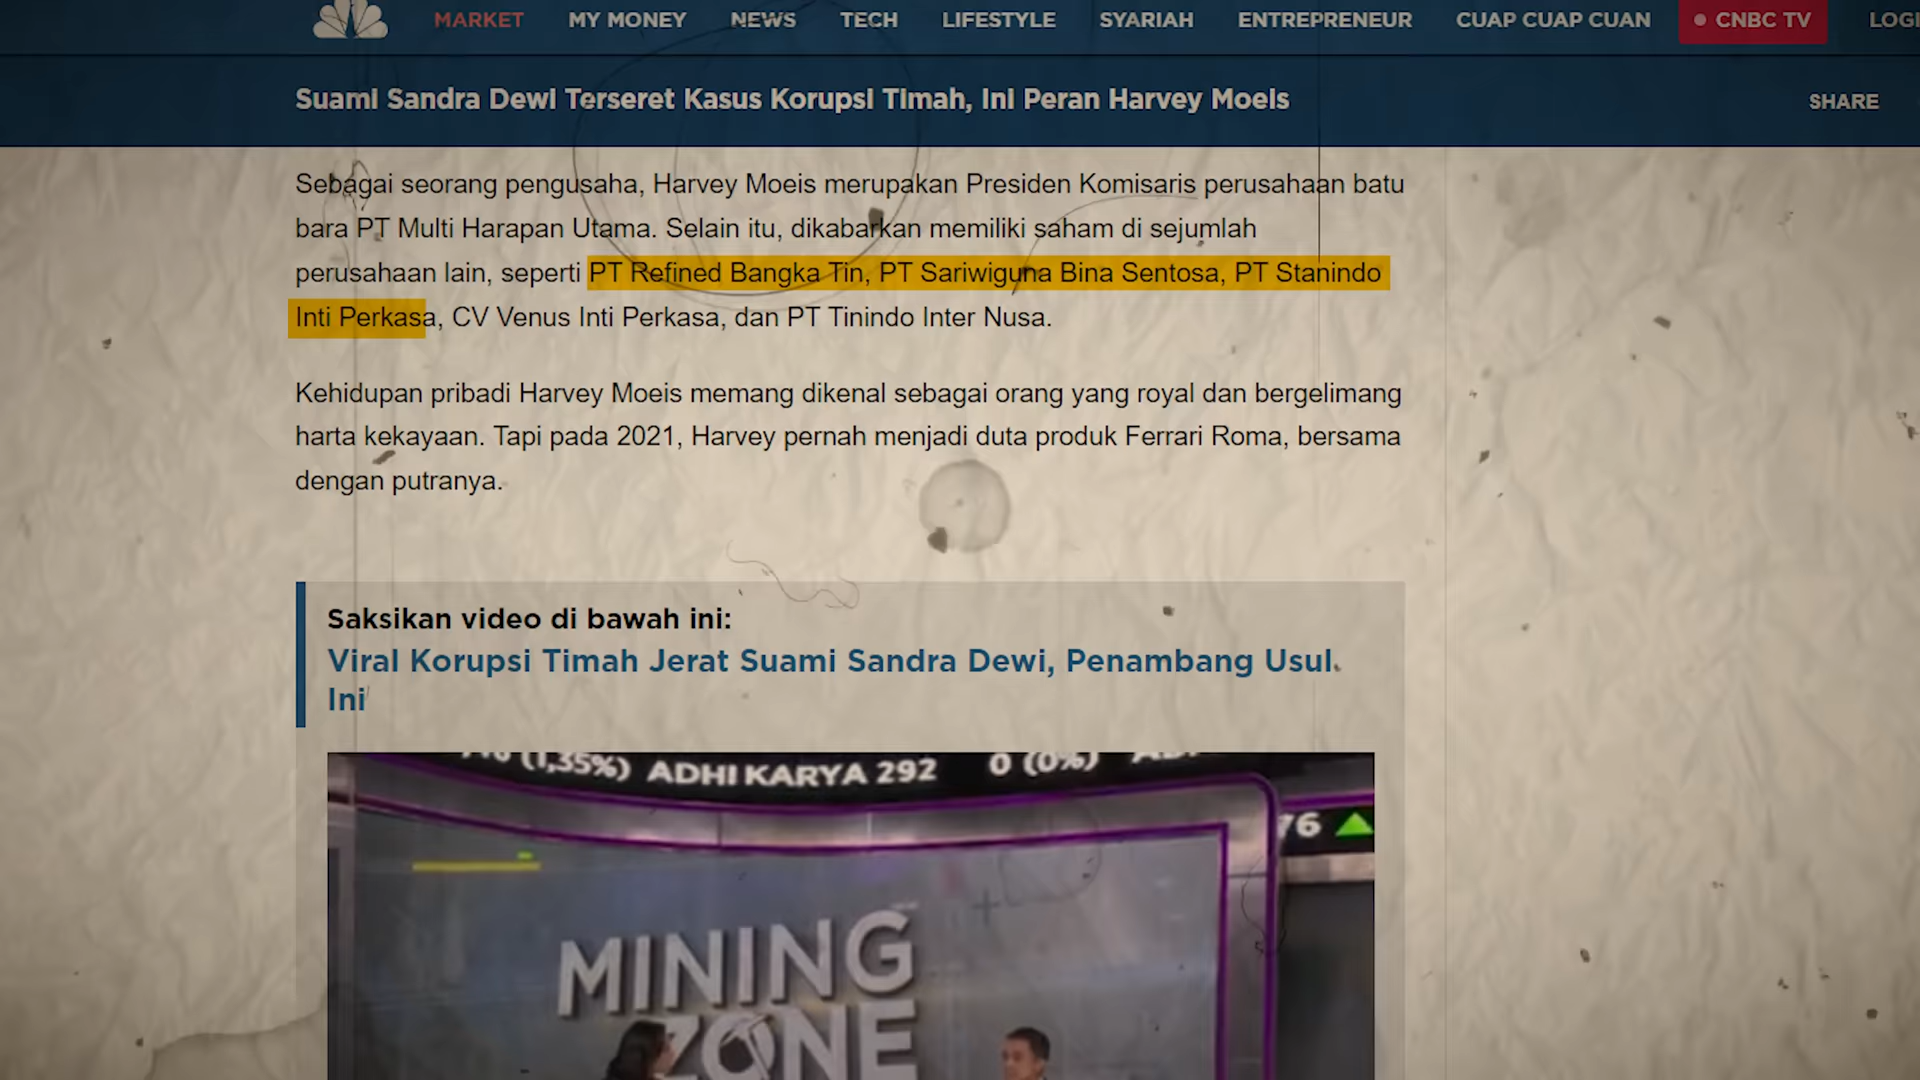 MARKET MY MONEY NEWS TECH LIFESTYLE SYARIAH ENTREPRENEUR CUAP CUAP CUAN CNBC TV
Suami Sandra Dewi Terseret Kasus Korupsi Timah, Ini Peran Harvey Moeis SHARE
Sebagai seorang pengusaha, Harvey Moeis merupakan Presiden Komisaris perusahaan batu
bara PT Multi Harapan Utama. Selain itu, dikabarkan memiliki saham di sejumlah
perusahaan lain, seperti PT Refined Bangka Tin, PT Sariwiguna Bina Sentosa, PT Stanindo
Inti Perkasa, CV Venus Inti Perkasa, dan PT Tinindo Inter Nusa.
Kehidupan pribadi Harvey Moeis memang dikenal sebagai orang yang royal dan bergelimang
harta kekayaan. Tapi pada 2021, Harvey pernah menjadi duta produk Ferrari Roma, bersama
dengan putranya.
Saksikan video di bawah ini:
Viral Korupsi Timah Jerat Suami Sandra Dewi, Penambang Usul
Ini
(1,35%) ADHI KARYA 292 0 (0%)
76
MINING
ZONE